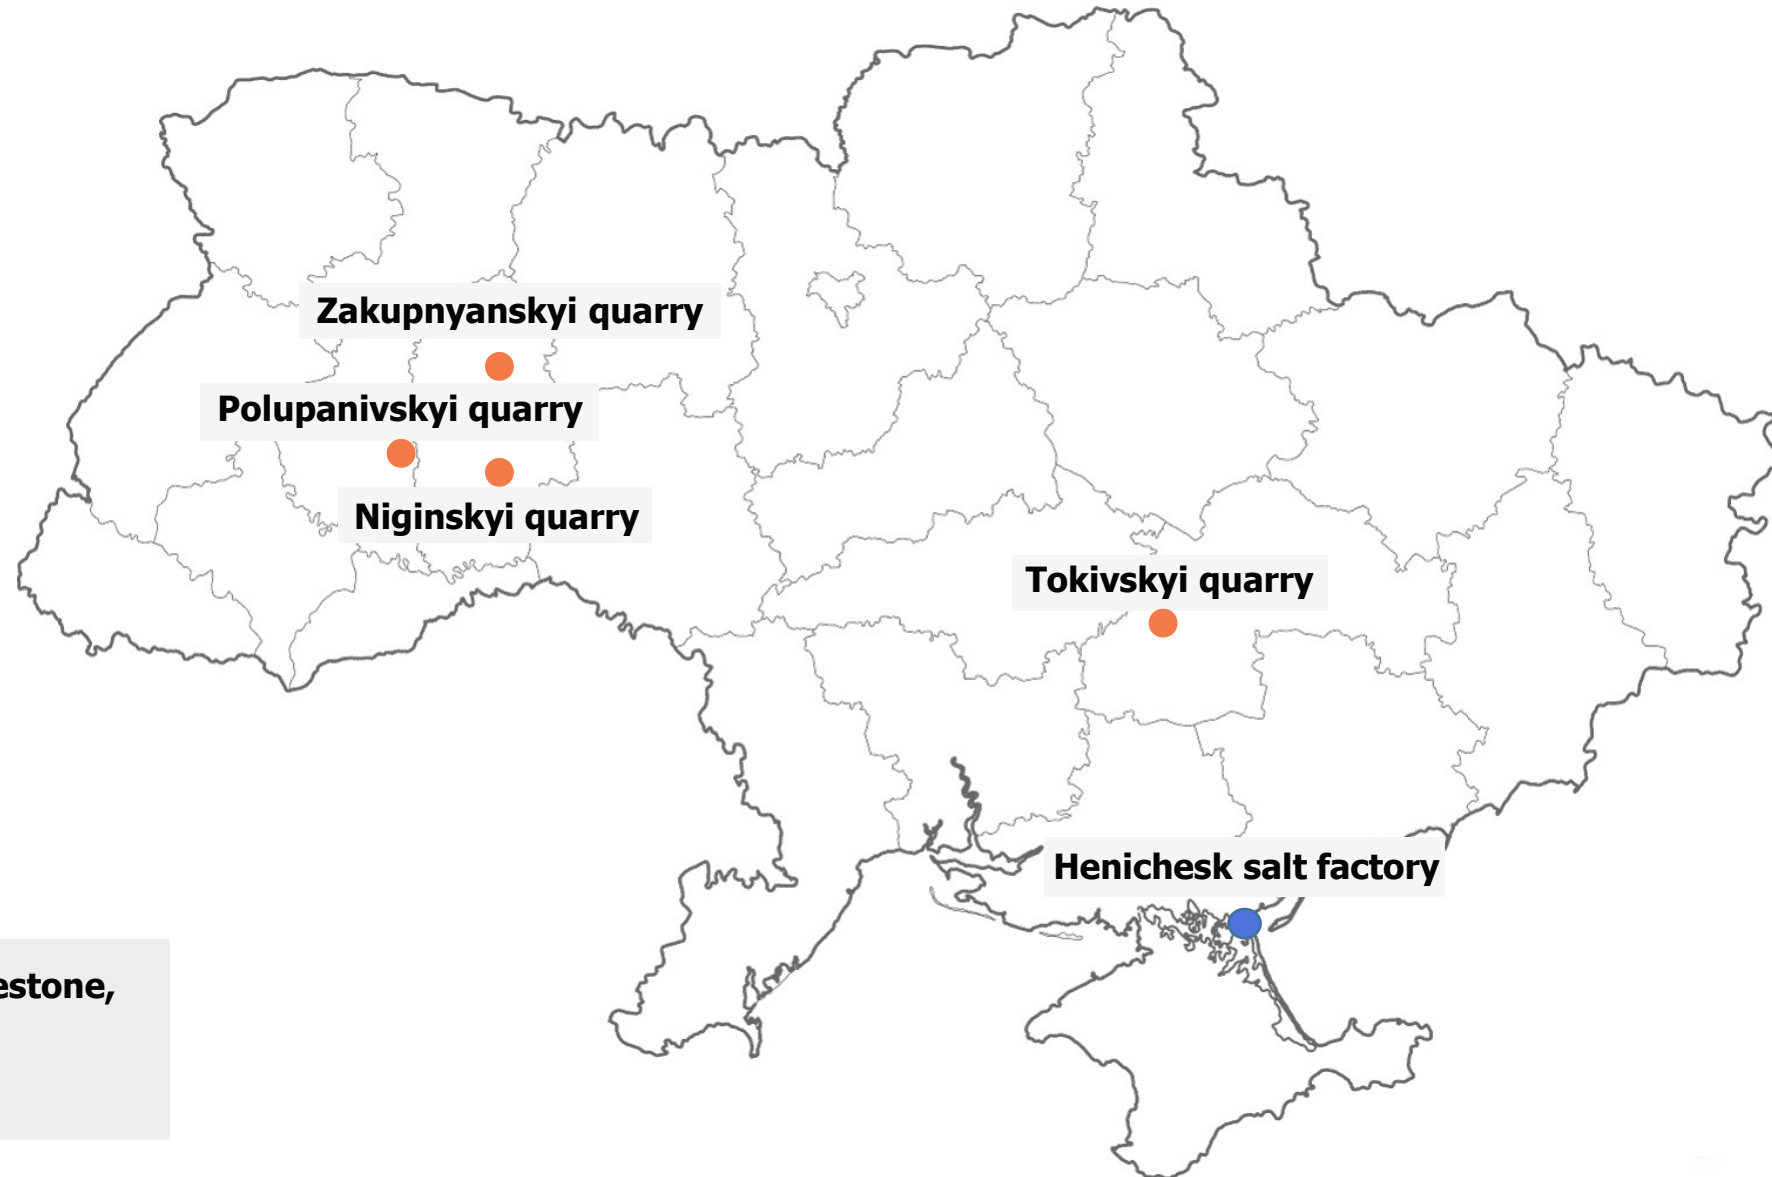 Zakupnyanskyi quarry
Polupanivskyi quarry
Niginskyi quarry
Tokivskyi quarry
Henichesk salt factory
estone,